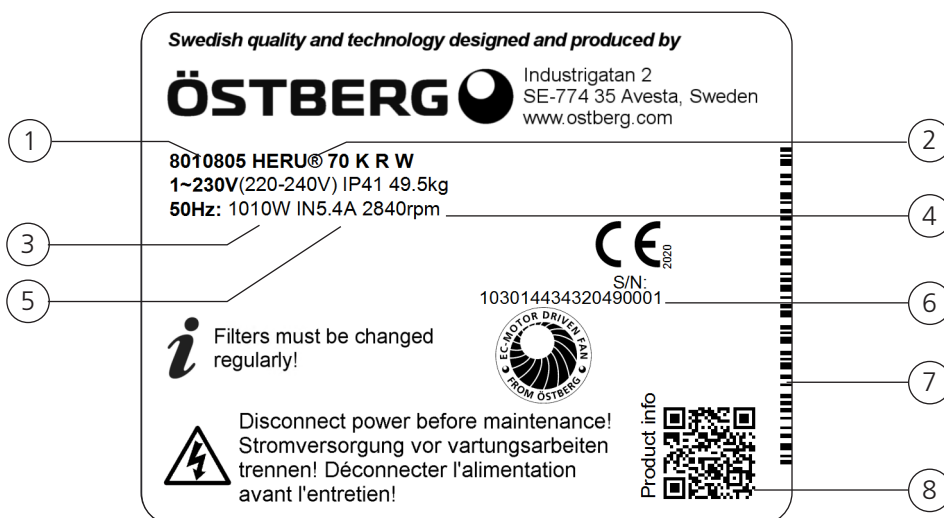 Swedish quality and technology designed and produced by
ÖSTBERG
Industrigatan 2
SE-774 35 Avesta, Sweden
www.ostberg.com
1
2
8010805 HERU® 70 K R W
1~230V(220-240V) IP41 49.5kg
50Hz: 1010W IN5.4A 2840rpm
4
3
CE
2020
5
S/N:
103014434320490001
6
EC-MOTOR DRIVEN FAN
FROM ÖSTBERG
Filters must be changed
regularly!
7
Disconnect power before maintenance!
Stromversorgung vor vartungsarbeiten
trennen! Déconnecter l'alimentation
avant l'entretien!
Product info
8